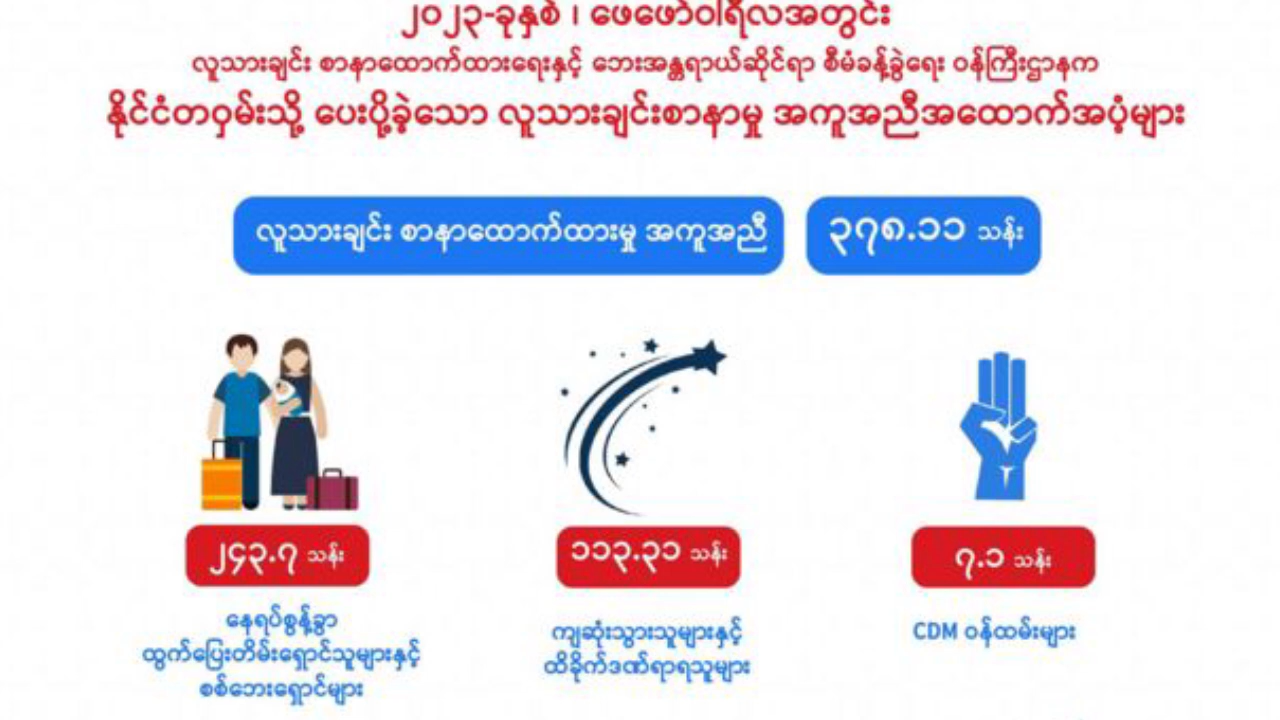 ၂၀၂၃-ခုနှစ် ၊ ဖေဖော်ဝါရီလအတွင်း
လူသားချင်း စာနာထောက်ထားရေးနှင့် ဘေးအန္တရာယ်ဆိုင်ရာ စီမံခန့်ခွဲရေး ဝန်ကြီးဌာနက
နိုင်ငံတဝှမ်းသို့ ပေးပို့ခဲ့သော လူသားချင်းစာနာမှု အကူအညီအထောက်အပံ့များ
လူသားချင်း စာနာထောက်ထားမှု အကူအညီ ၃၇၈.၁၁ သန်း
၂၄၃.၇ သန်း
နေရပ်စွန့်ခွာ
ထွက်ပြေးတိမ်းရှောင်သူများနှင့်
စစ်ဘေးရှောင်များ
၁၁၃.၃၁ သန်း
ကျဆုံးသွားသူများနှင့်
ထိခိုက်ဒဏ်ရာရသူများ
၇.၁ သန်း
CDM ဝန်ထမ်းများ